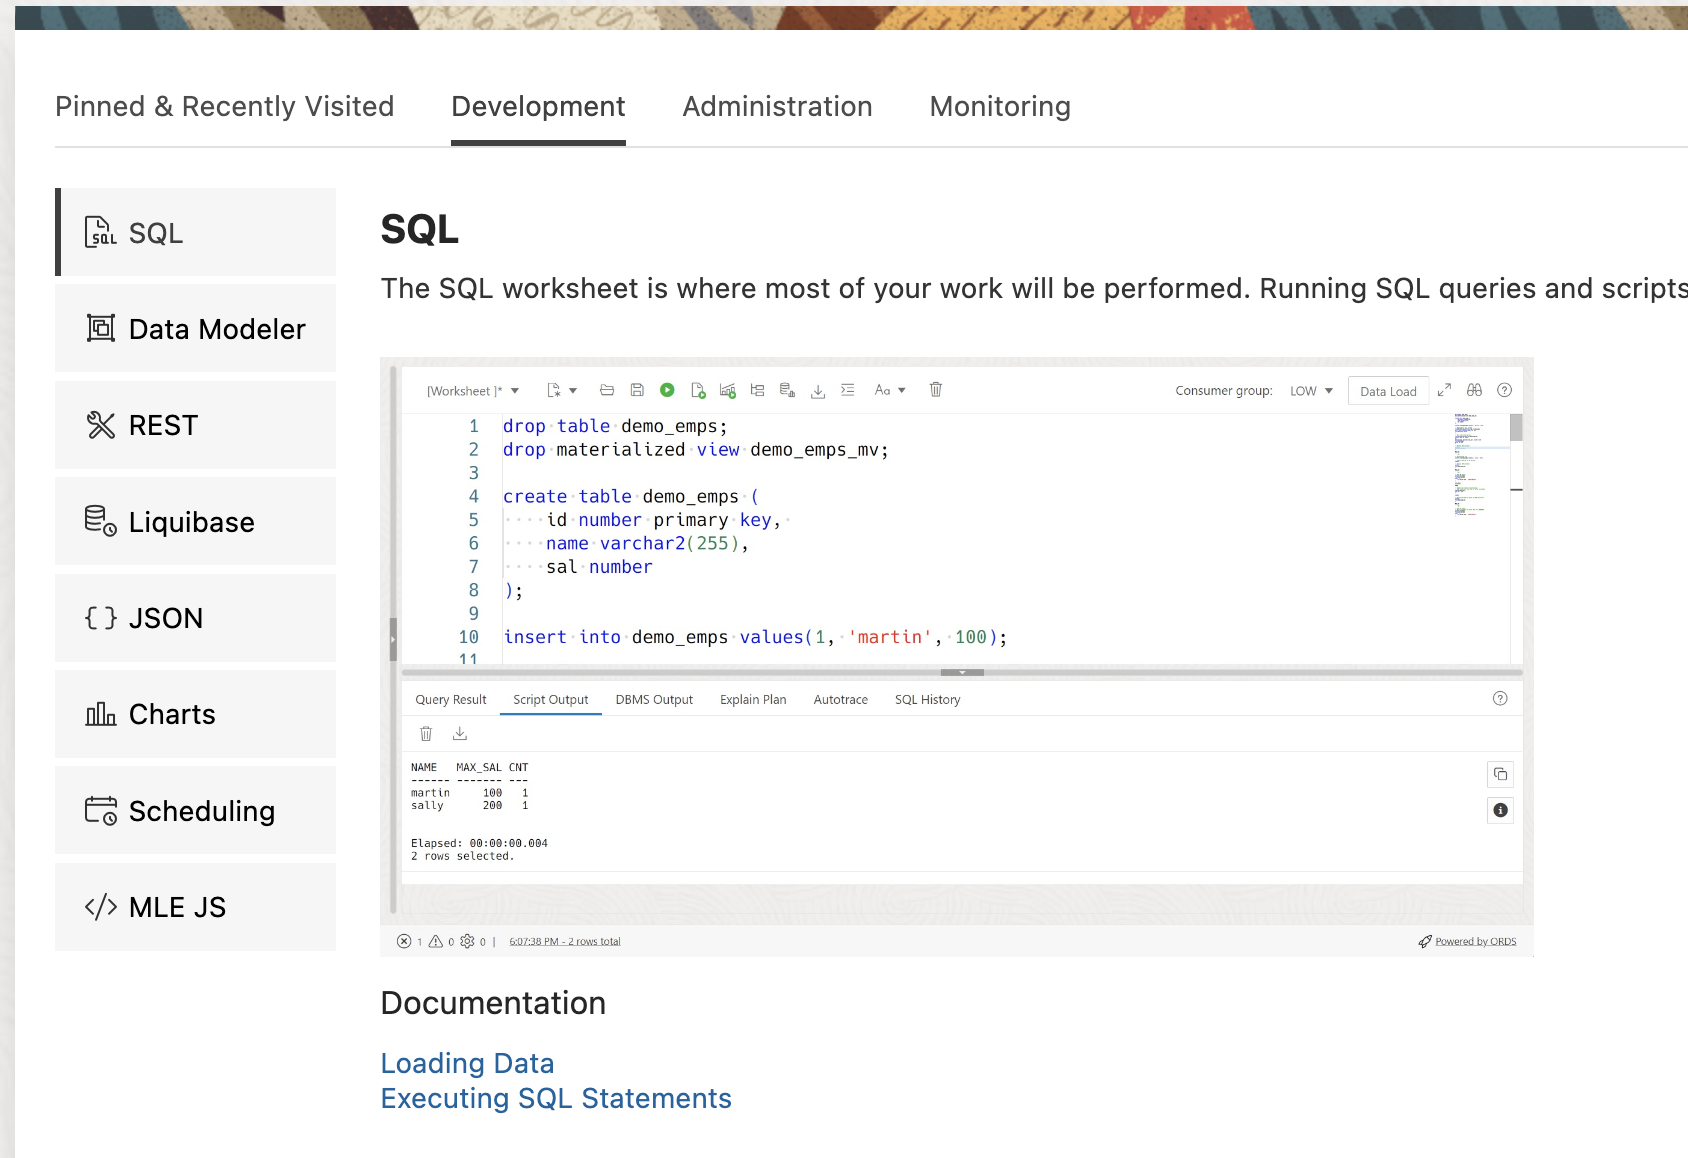 Pinned & Recently Visited Development Administration Monitoring
SQL
Data Modeler
REST
Liquibase
{ } JSON
Charts
Scheduling
</> MLE JS
SQL
The SQL worksheet is where most of your work will be performed. Running SQL queries and scripts
[Worksheet ]* Aa Consumer group: LOW Data Load
1 drop table demo_emps;
2 drop materialized view demo_emps_mv;
3
4 create table demo_emps (
5 id number primary key,
6 name varchar2(255),
7 sal number
8 );
9
10 insert into demo_emps values(1, 'martin', 100);
11
Query Result Script Output DBMS Output Explain Plan Autotrace SQL History
NAME MAX_SAL CNT
------ ------- ---
martin 100 1
sally 200 1
Elapsed: 00:00:00.004
2 rows selected.
1 0 0 | 6:07:38 PM - 2 rows total Powered by ORDS
Documentation
Loading Data
Executing SQL Statements